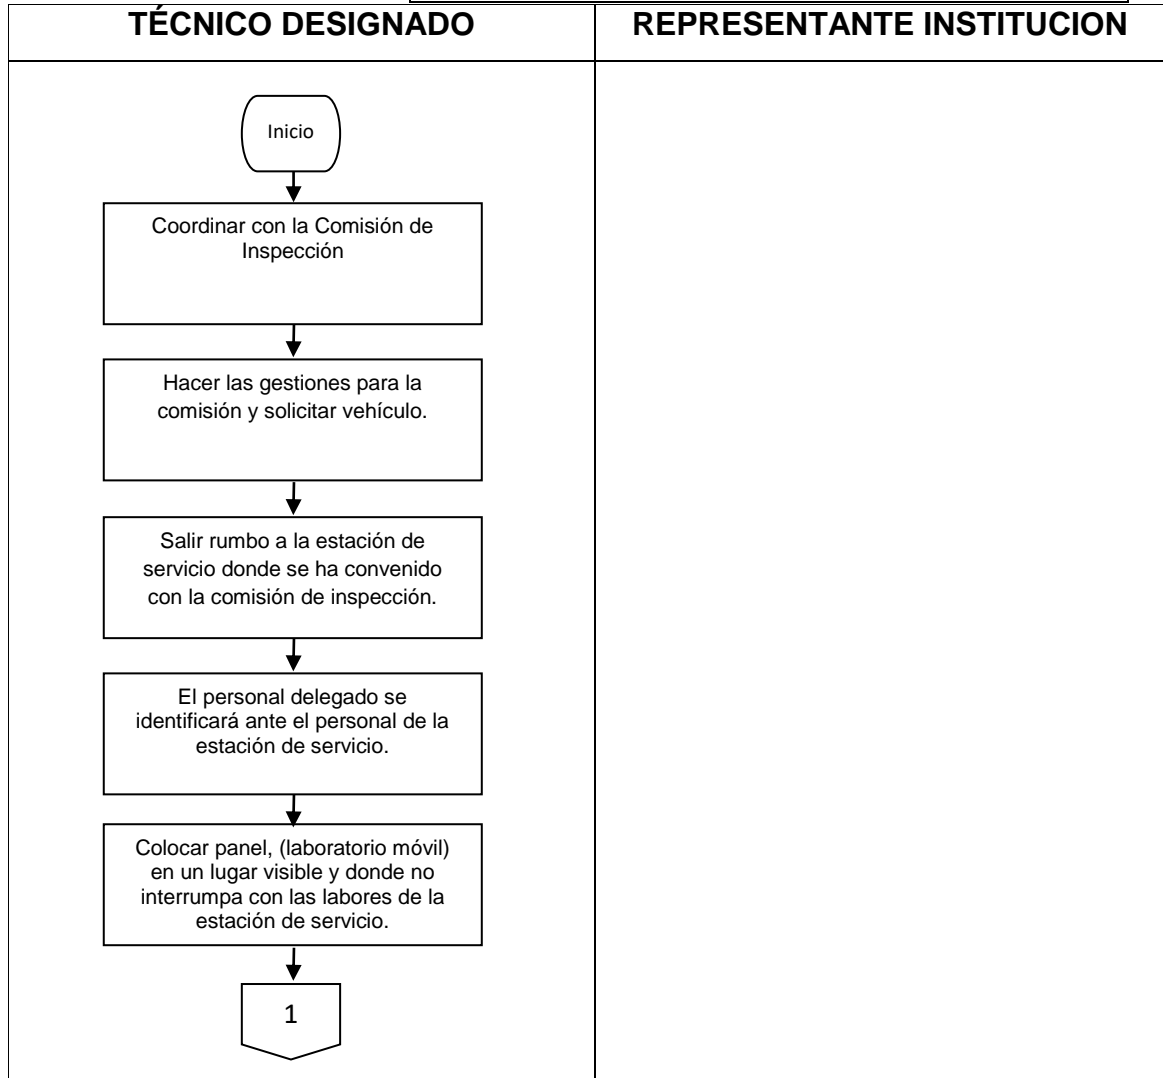 TÉCNICO DESIGNADO
REPRESENTANTE INSTITUCION
Inicio
Coordinar con la Comisión de
Inspección
Hacer las gestiones para la
comisión y solicitar vehículo.
Salir rumbo a la estación de
servicio donde se ha convenido
con la comisión de inspección.
El personal delegado se
identificará ante el personal de la
estación de servicio.
Colocar panel, (laboratorio móvil)
en un lugar visible y donde no
interrumpa con las labores de la
estación de servicio.
1